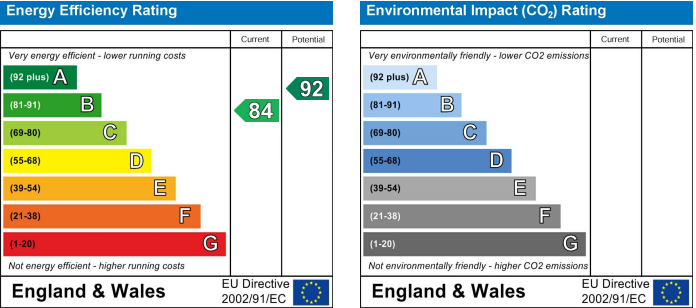 Energy Efficiency Rating
Current Potential
Very energy efficient - lower running costs
(92 plus) A
(81-91) B
(69-80) C
(55-68) D
(39-54) E
(21-38) F
(1-20) G
84
92
Not energy efficient - higher running costs
England & Wales
EU Directive
2002/91/EC
Environmental Impact (CO₂) Rating
Current Potential
Very environmentally friendly - lower CO2 emissions
(92 plus) A
(81-91) B
(69-80) C
(55-68) D
(39-54) E
(21-38) F
(1-20) G
Not environmentally friendly - higher CO2 emissions
England & Wales
EU Directive
2002/91/EC